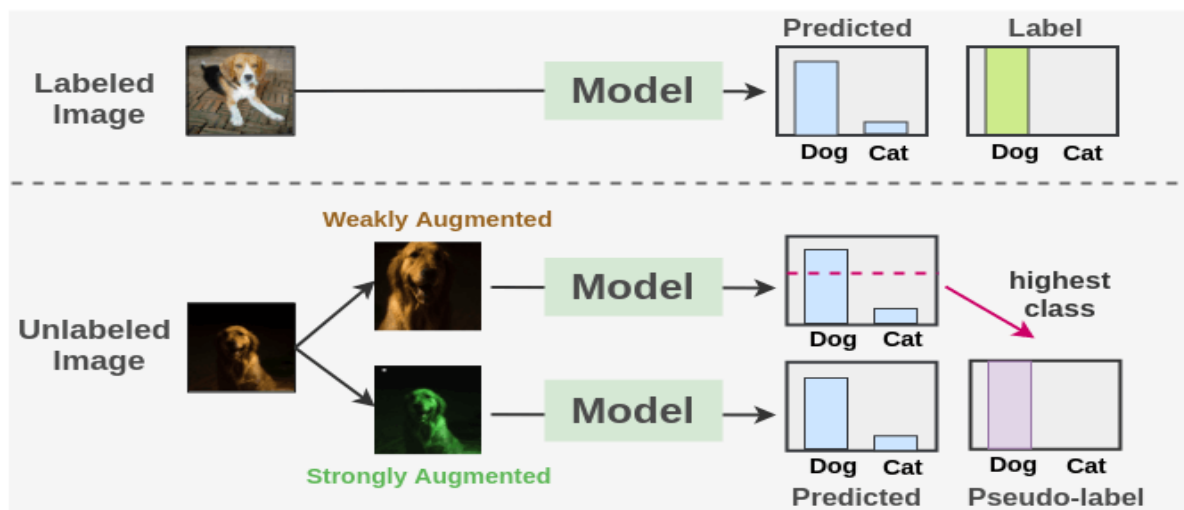 Predicted
Label
Labeled
Image
Model
Dog
Cat
Dog
Cat
Weakly Augmented
Unlabeled
Image
Model
highest
class
Dog
Cat
Model
Dog
Cat
Dog
Cat
Strongly Augmented
Predicted
Pseudo-label